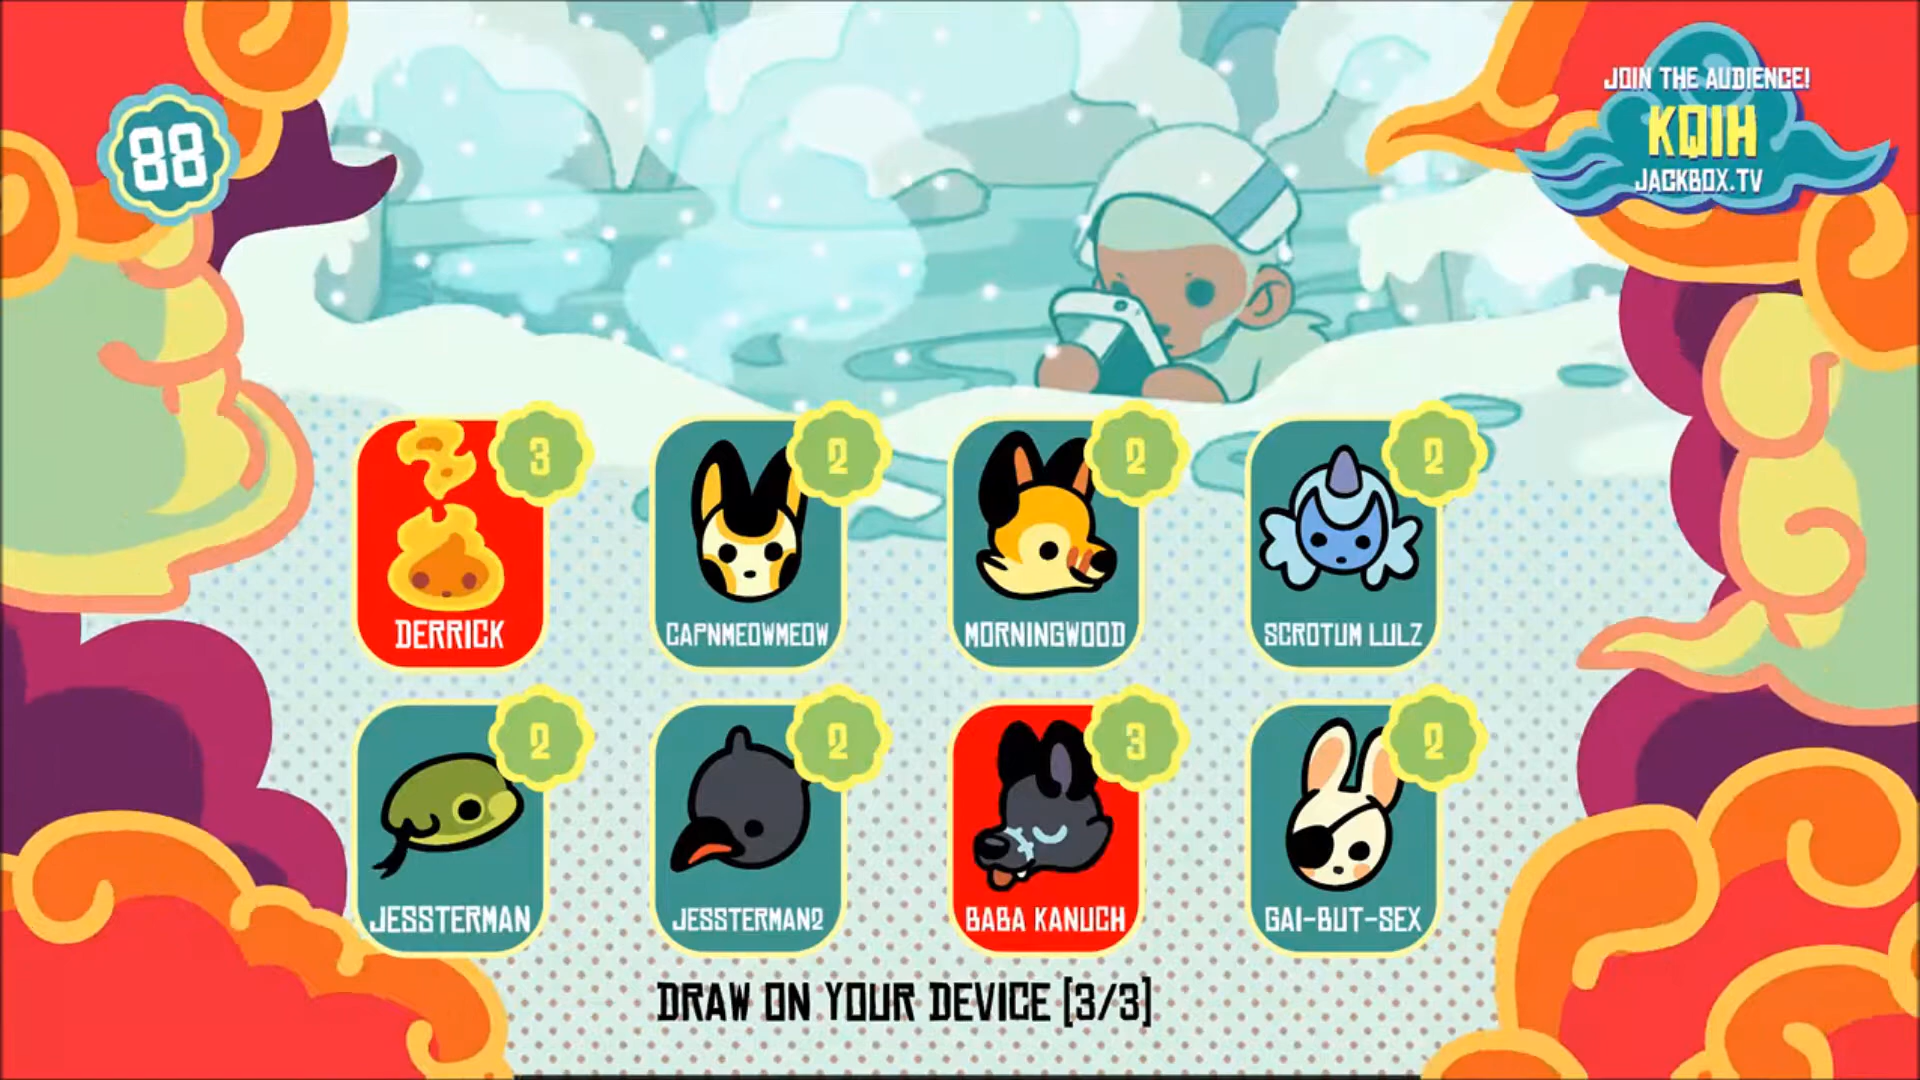 88
JOIN THE AUDIENCE!
KQIH
JACKBOX.TV
3
2
2
2
DERRICK
CAPNMEOWMEOW
MORNINGWOOD
SCROTUM LULZ
2
2
3
2
JESSTERMAN
JESSTERMAN2
BABA KANUCH
GAI-BUT-SEX
DRAW ON YOUR DEVICE [3/3]